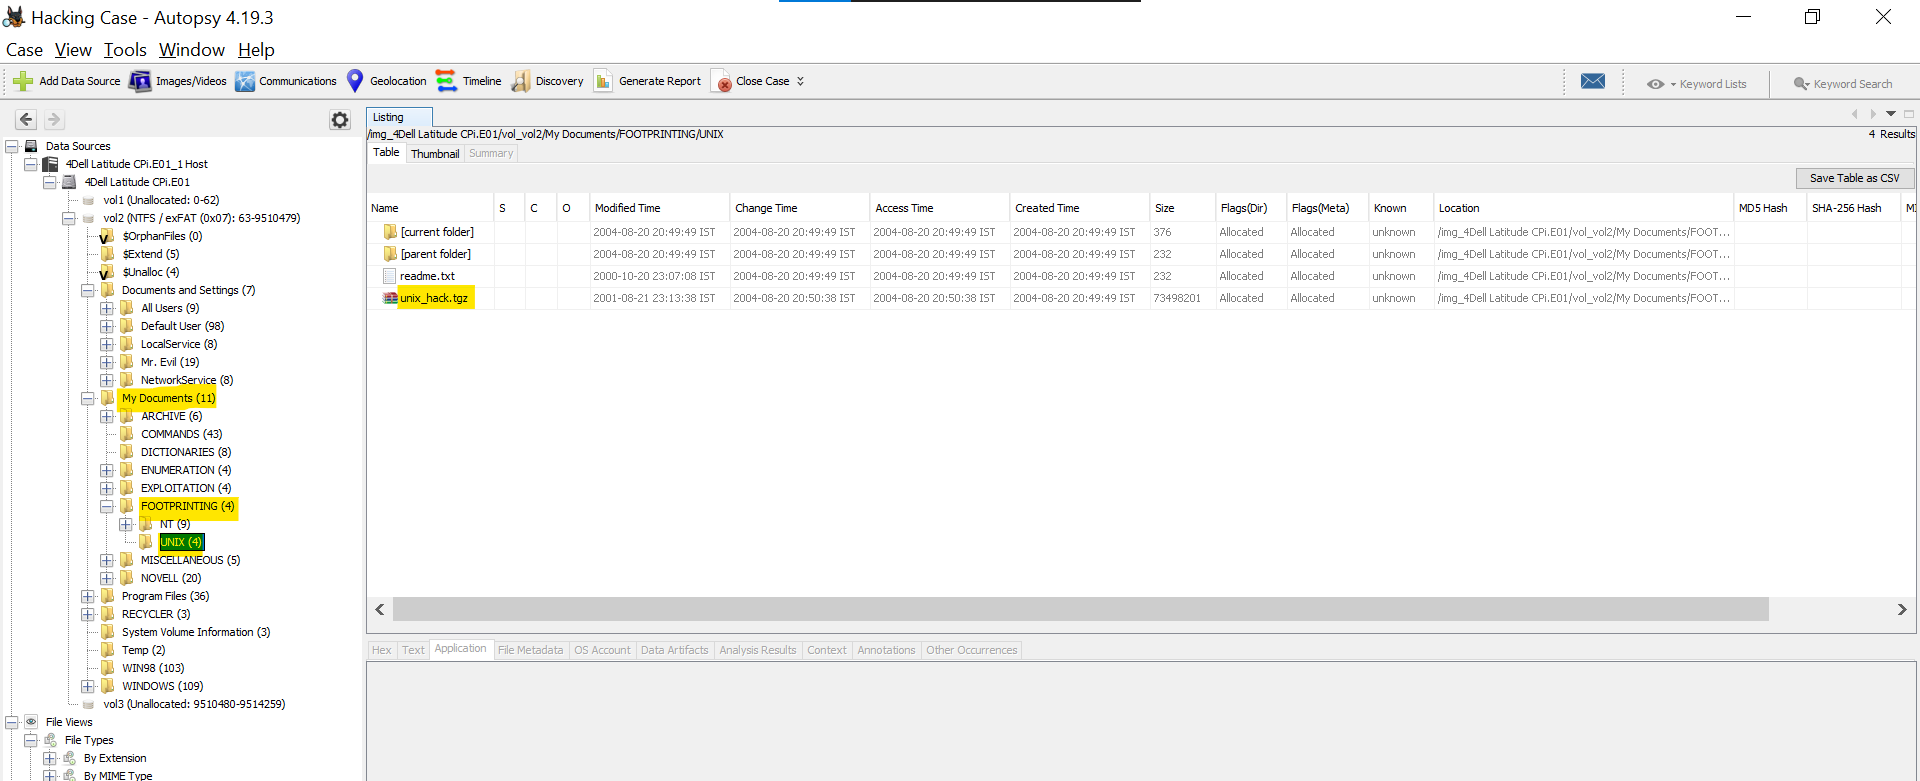 Hacking Case - Autopsy 4.19.3
Case View Tools Window Help
Add Data Source Images/Videos Communications Geolocation Timeline Discovery Generate Report Close Case Keyword Lists Keyword Search
Data Sources
4Dell Latitude CPi.E01_1 Host
4Dell Latitude CPi.E01
vol1 (Unallocated: 0-62)
vol2 (NTFS / exFAT (0x07): 63-9510479)
$OrphanFiles (0)
$Extend (5)
$Unalloc (4)
Documents and Settings (7)
All Users (9)
Default User (98)
LocalService (8)
Mr. Evil (19)
NetworkService (8)
My Documents (11)
ARCHIVE (6)
COMMANDS (43)
DICTIONARIES (8)
ENUMERATION (4)
EXPLOITATION (4)
FOOTPRINTING (4)
NT (9)
UNIX (4)
MISCELLANEOUS (5)
NOVELL (20)
Program Files (36)
RECYCLER (3)
System Volume Information (3)
Temp (2)
WIN98 (103)
WINDOWS (109)
vol3 (Unallocated: 9510480-9514259)
File Views
File Types
By Extension
By MIME Type
Listing
/img_4Dell Latitude CPi.E01/vol_vol2/My Documents/FOOTPRINTING/UNIX 4 Results
Table Thumbnail Summary
Save Table as CSV
Name S C O Modified Time Change Time Access Time Created Time Size Flags(Dir) Flags(Meta) Known Location MD5 Hash SHA-256 Hash MI
[current folder] 2004-08-20 20:49:49 IST 2004-08-20 20:49:49 IST 2004-08-20 20:49:49 IST 2004-08-20 20:49:49 IST 376 Allocated Allocated unknown /img_4Dell Latitude CPi.E01/vol_vol2/My Documents/FOOT...
[parent folder] 2004-08-20 20:49:49 IST 2004-08-20 20:49:49 IST 2004-08-20 20:49:49 IST 2004-08-20 20:49:49 IST 232 Allocated Allocated unknown /img_4Dell Latitude CPi.E01/vol_vol2/My Documents/FOOT...
readme.txt 2000-10-20 23:07:08 IST 2004-08-20 20:49:49 IST 2004-08-20 20:49:49 IST 2004-08-20 20:49:49 IST 232 Allocated Allocated unknown /img_4Dell Latitude CPi.E01/vol_vol2/My Documents/FOOT...
unix_hack.tgz 2001-08-21 23:13:38 IST 2004-08-20 20:50:38 IST 2004-08-20 20:50:38 IST 2004-08-20 20:49:49 IST 73498201 Allocated Allocated unknown /img_4Dell Latitude CPi.E01/vol_vol2/My Documents/FOOT...
Hex Text Application File Metadata OS Account Data Artifacts Analysis Results Context Annotations Other Occurrences